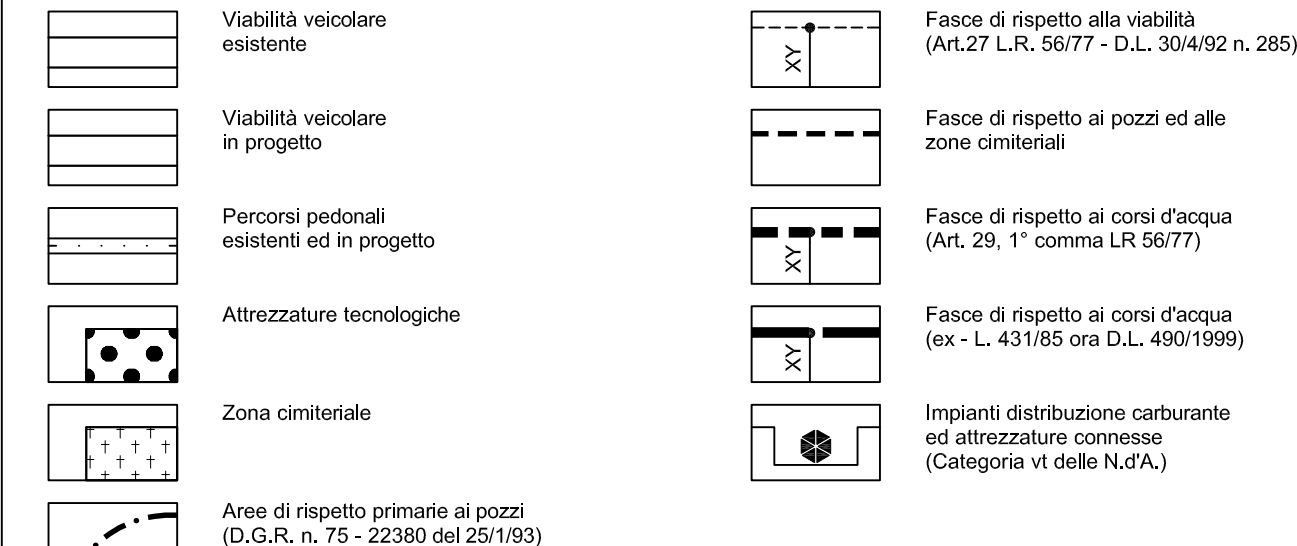 Viabilità veicolare
esistente
Viabilità veicolare
in progetto
Percorsi pedonali
esistenti ed in progetto
Attrezzature tecnologiche
Zona cimiteriale
Aree di rispetto primarie ai pozzi
(D.G.R. n. 75 - 22380 del 25/1/93)
XY
Fasce di rispetto alla viabilità
(Art.27 L.R. 56/77 - D.L. 30/4/92 n. 285)
Fasce di rispetto ai pozzi ed alle
zone cimiteriali
XY
Fasce di rispetto ai corsi d'acqua
(Art. 29, 1° comma LR 56/77)
XY
Fasce di rispetto ai corsi d'acqua
(ex - L. 431/85 ora D.L. 490/1999)
Impianti distribuzione carburante
ed attrezzature connesse
(Categoria vt delle N.d'A.)